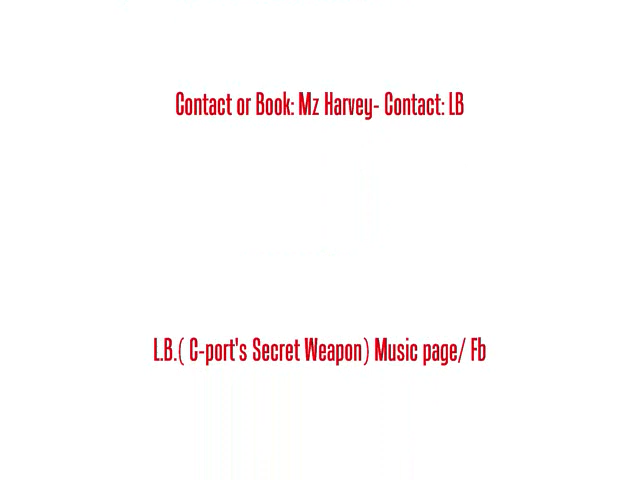 Contact or Book: Mz Harvey- Contact: LB
L.B.( C-port's Secret Weapon) Music page/ Fb